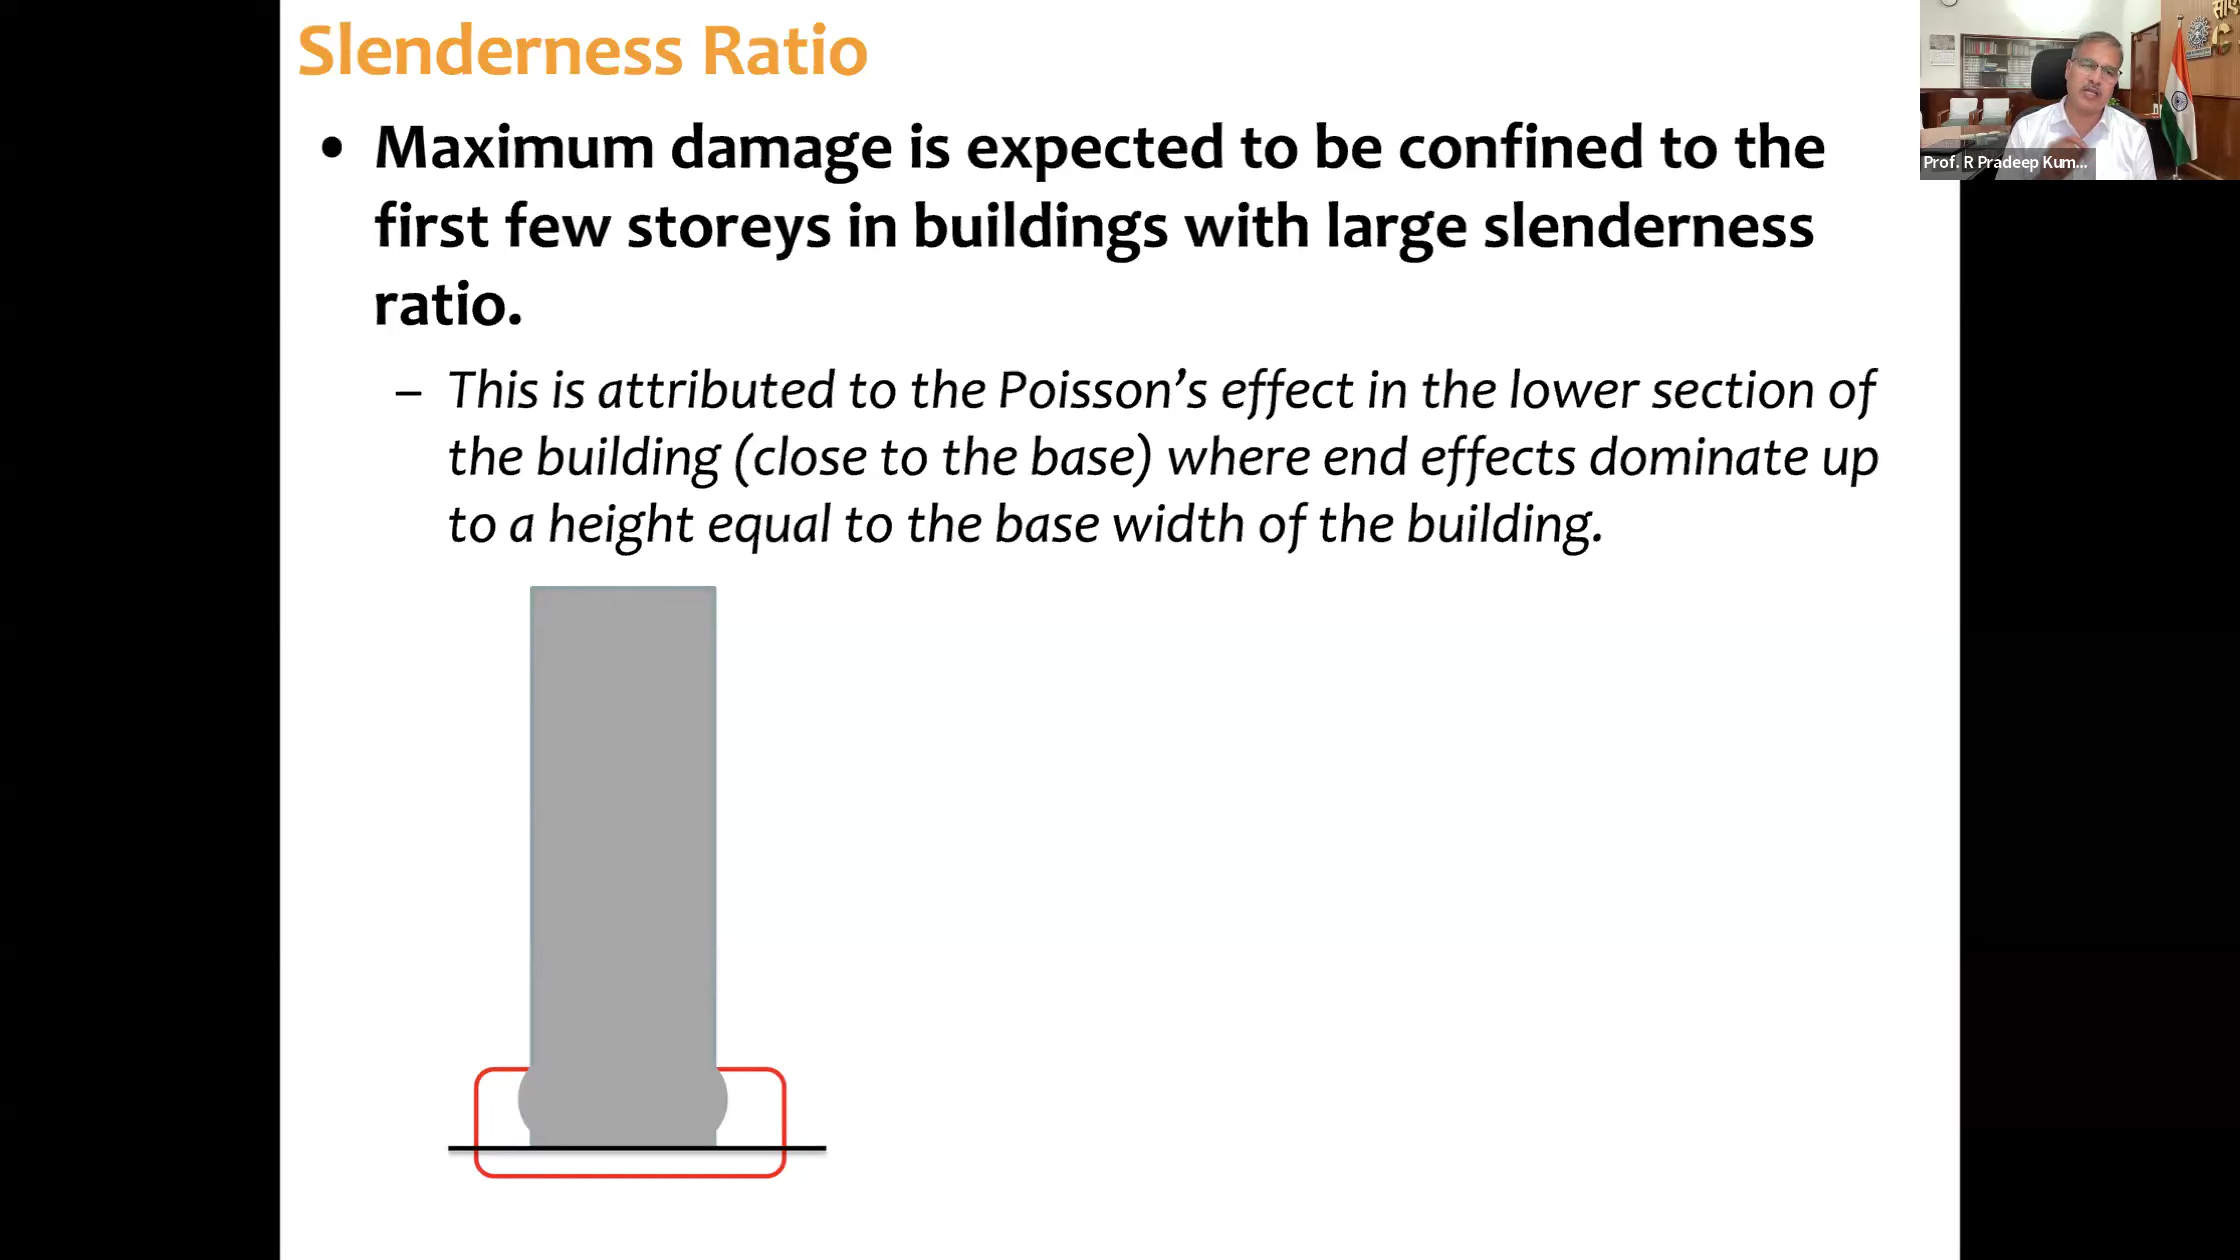 Slenderness Ratio
• Maximum damage is expected to be confined to the
first few storeys in buildings with large slenderness
ratio.
– This is attributed to the Poisson’s effect in the lower section of
the building (close to the base) where end effects dominate up
to a height equal to the base width of the building.
Prof. R Pradeep Kum...